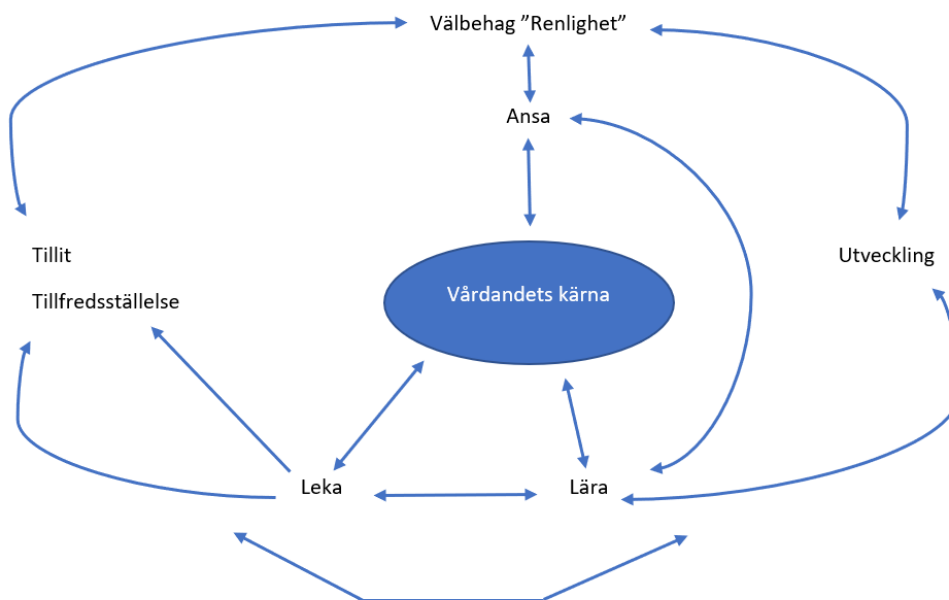 Välbehag ”Renlighet”
Ansa
Tillit
Utveckling
Tillfredsställelse
Vårdandets kärna
Leka
Lära